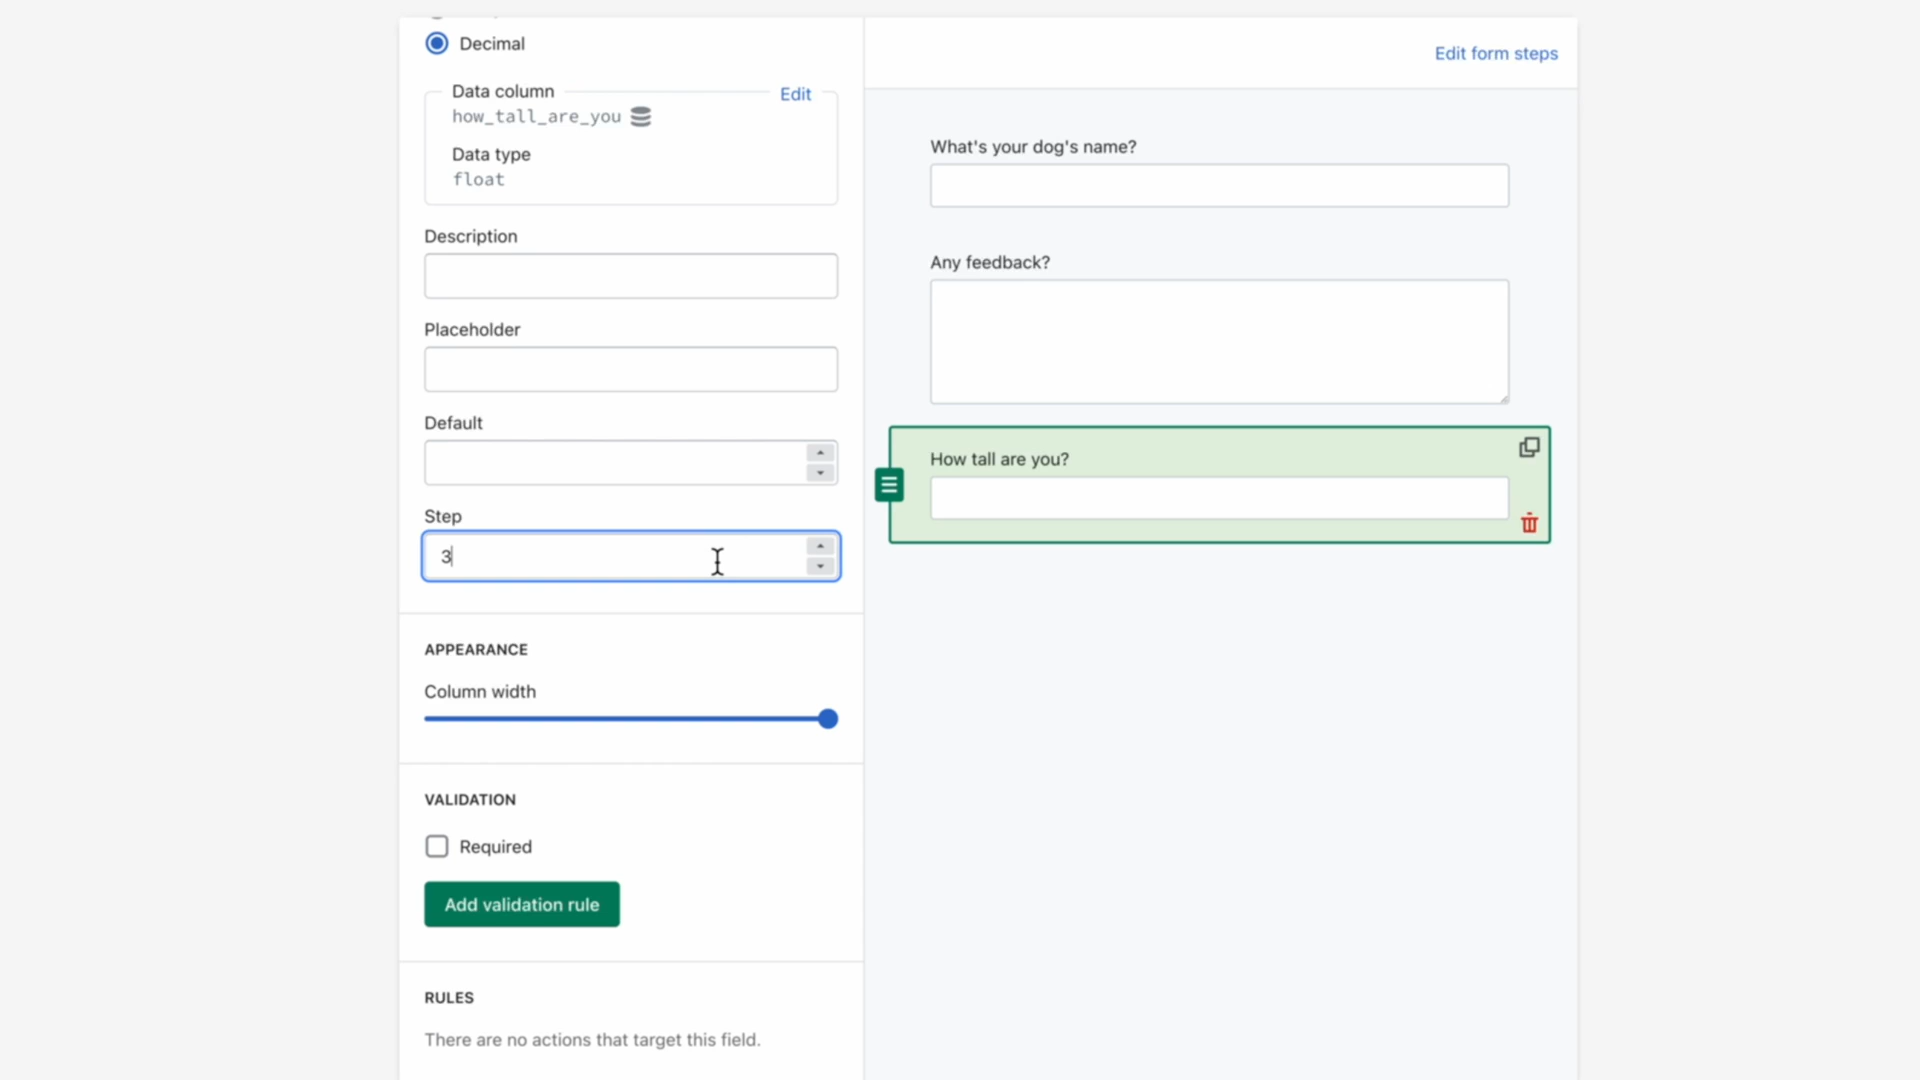 Decimal
Data column
Edit
how_tall_are_you
Data type
float
Description
Placeholder
Default
Step
3
APPEARANCE
Column width
VALIDATION
Required
Add validation rule
RULES
There are no actions that target this field.
Edit form steps
What's your dog's name?
Any feedback?
How tall are you?